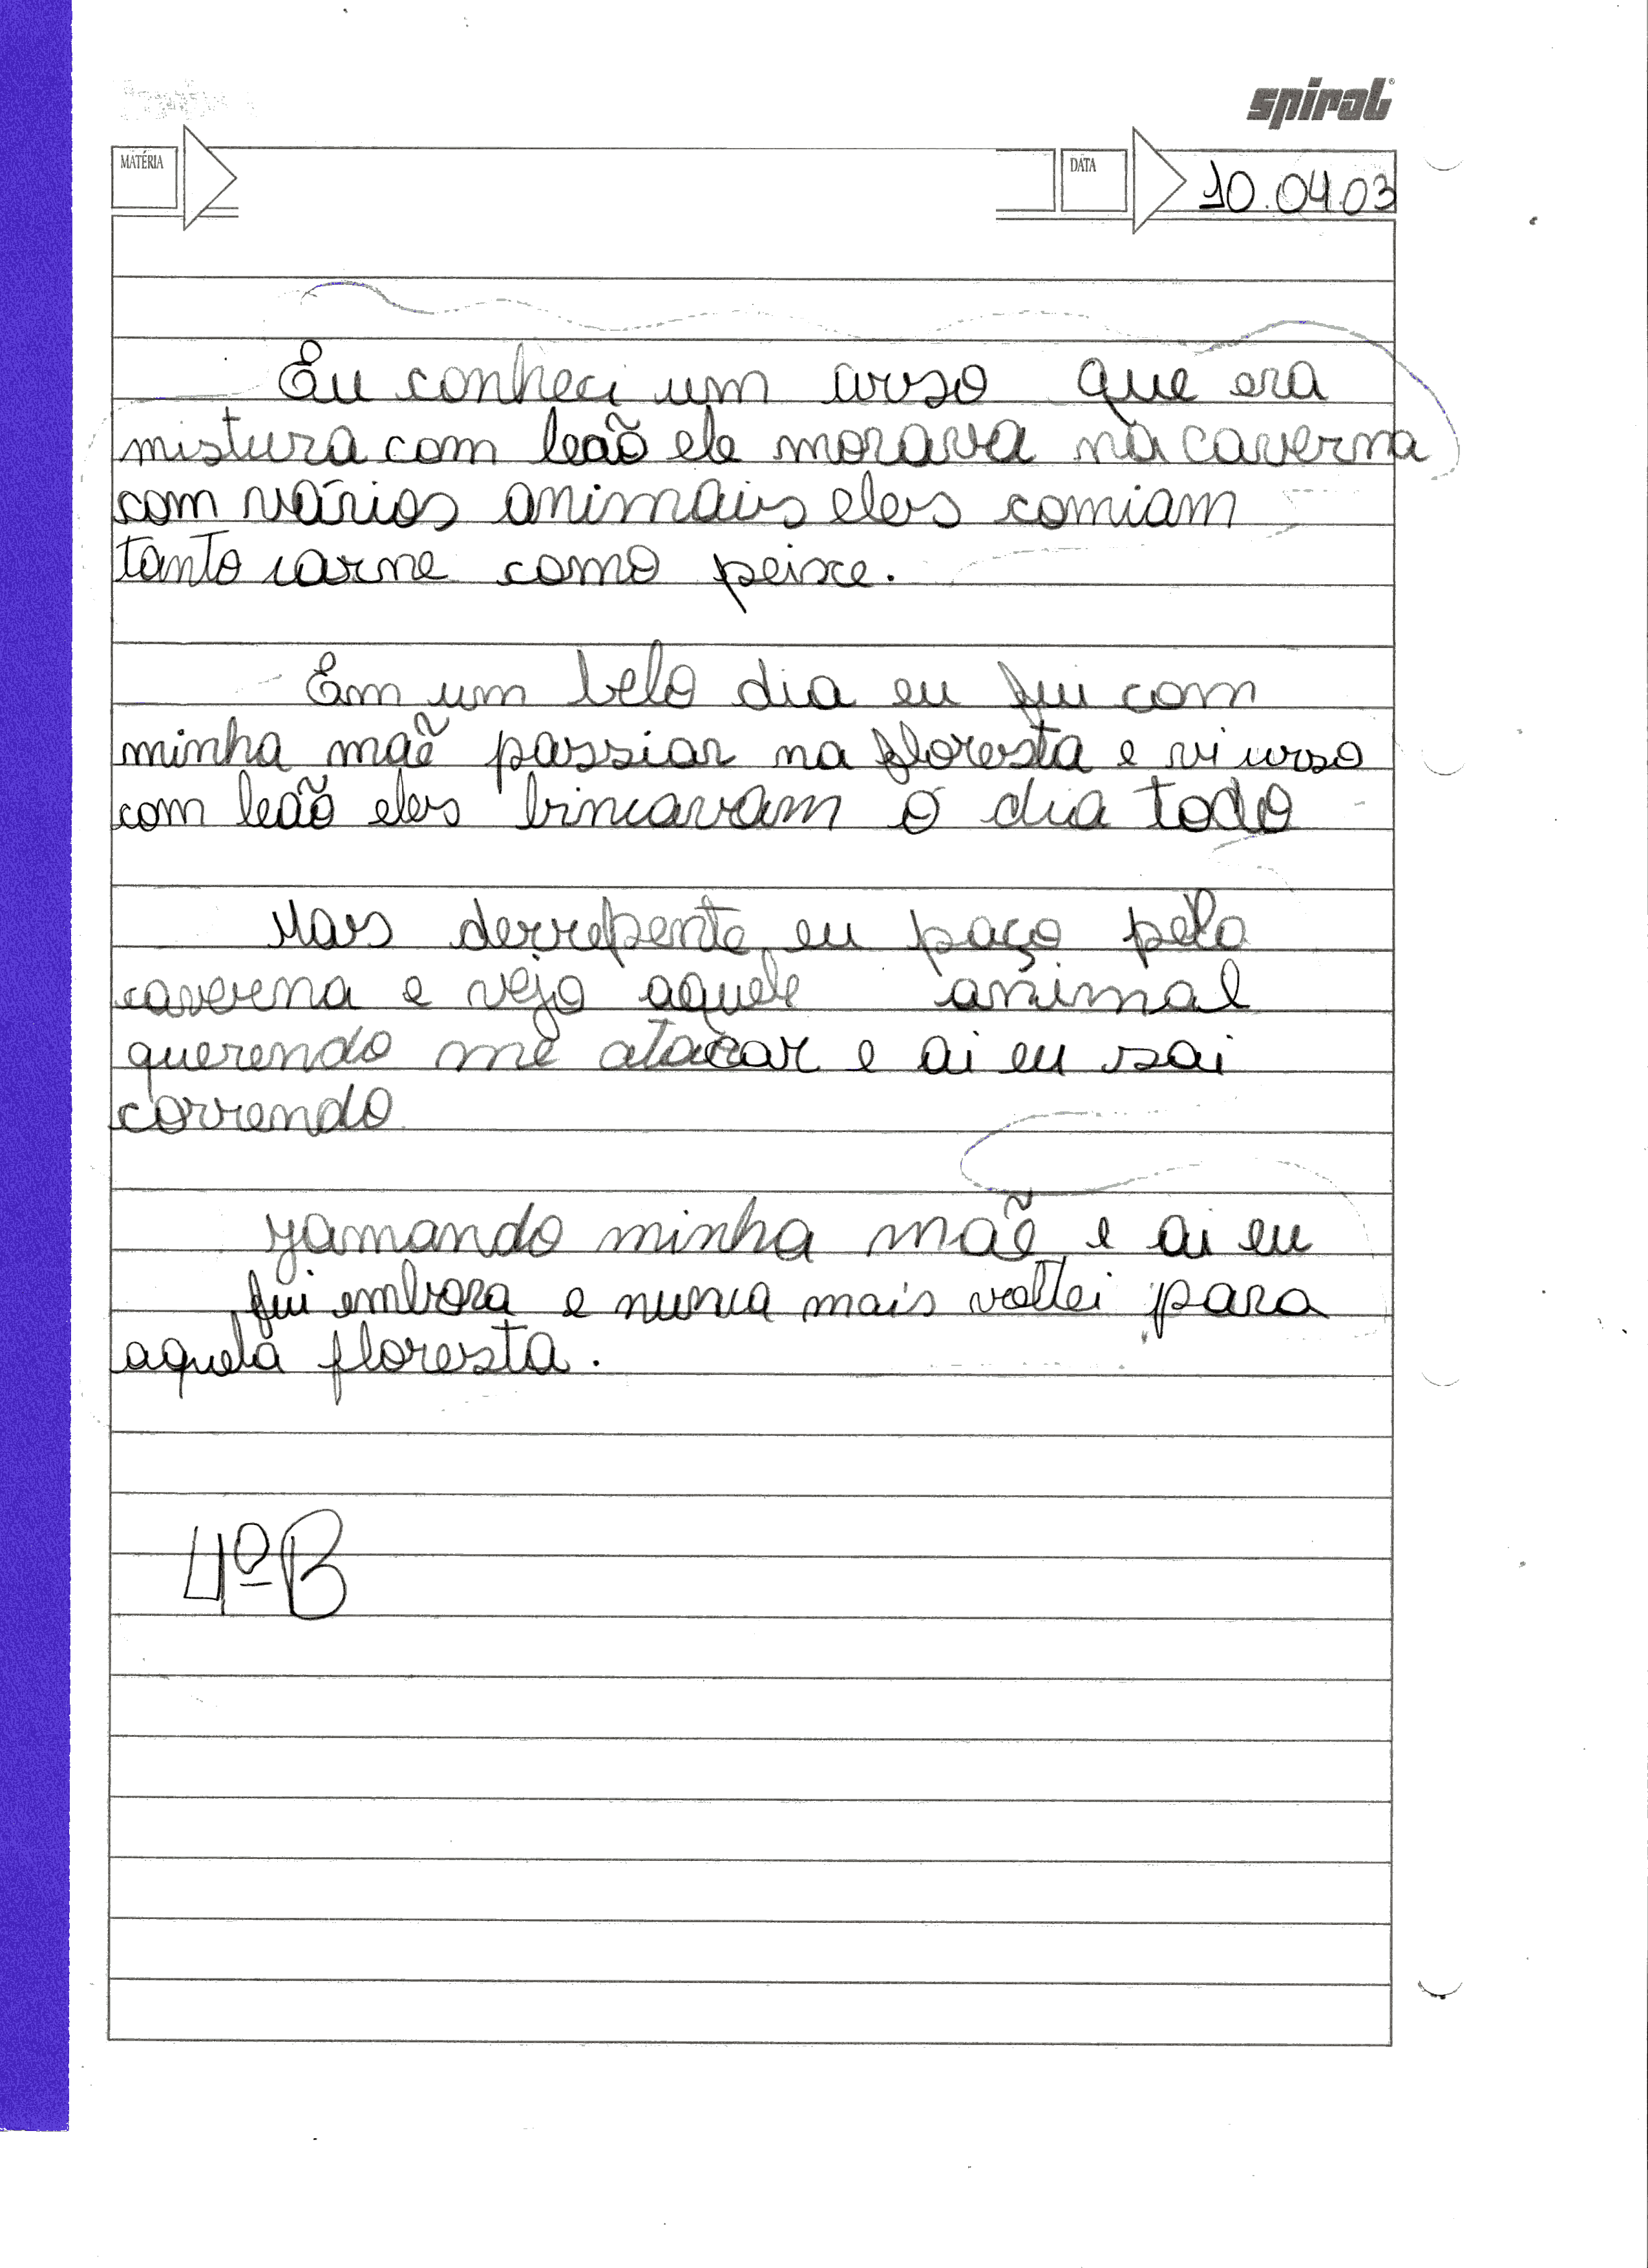 spiral
MATÉRIA
DATA
10.04.03
Eu conheci um urso que era
mistura com leão ele morava na caverna
com vários animais eles comiam
tanto carne como peixe.
Em um belo dia eu fui com
minha mãe passiar na floresta e vi urso
com leão eles brincavam o dia todo
Mas derrepente eu paço pela
caverna e vejo aquele animal
querendo me atacar e ai eu sai
correndo
minha mãe e ai eu
fui embora e nunca mais voltei para
aquela floresta.
4ºB